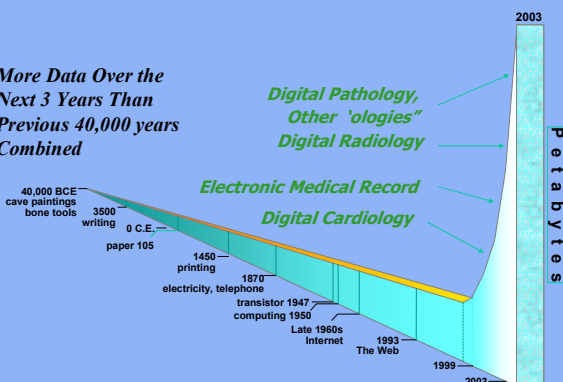 2003
More Data Over the
Next 3 Years Than
Previous 40,000 years
Combined
Digital Pathology,
Other ‘ologies”
Digital Radiology
Electronic Medical Record
Digital Cardiology
Petabytes
40,000 BCE
cave paintings
bone tools
3500
writing
0 C.E.
paper 105
1450
printing
1870
electricity, telephone
transistor 1947
computing 1950
Late 1960s
Internet
1993
The Web
1999
2003